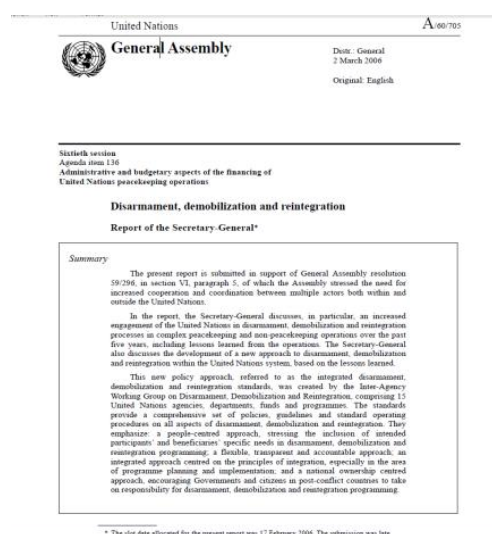 United Nations
A/60/705
General Assembly
Distr.: General
2 March 2006
Original: English
Sixtieth session
Agenda item 136
Administrative and budgetary aspects of the financing of
United Nations peacekeeping operations
Disarmament, demobilization and reintegration
Report of the Secretary-General*
Summary
The present report is submitted in support of General Assembly resolution
59/296, in section VI, paragraph 5, of which the Assembly stressed the need for
increased cooperation and coordination between multiple actors both within and
outside the United Nations.
In the report, the Secretary-General discusses, in particular, an increased
engagement of the United Nations in disarmament, demobilization and reintegration
processes in complex peacekeeping and non-peacekeeping operations over the past
five years, including lessons learned from the operations. The Secretary-General
also discusses the development of a new approach to disarmament, demobilization
and reintegration within the United Nations system, based on the lessons learned.
This new policy approach, referred to as the integrated disarmament,
demobilization and reintegration standards, was created by the Inter-Agency
Working Group on Disarmament, Demobilization and Reintegration, comprising 15
United Nations agencies, departments, funds and programmes. The standards
provide a comprehensive set of policies, guidelines and standard operating
procedures on all aspects of disarmament, demobilization and reintegration. They
emphasize: a people-centred approach, stressing the inclusion of intended
participants' and beneficiaries' specific needs in disarmament, demobilization and
reintegration programming; a flexible, transparent and accountable approach; an
integrated approach centred on the principles of integration, especially in the area
of programme planning and implementation; and a national ownership centred
approach, encouraging Governments and citizens in post-conflict countries to take
on responsibility for disarmament, demobilization and reintegration programming.
* The slot date allocated for the present report was 17 February 2006. The submission was late